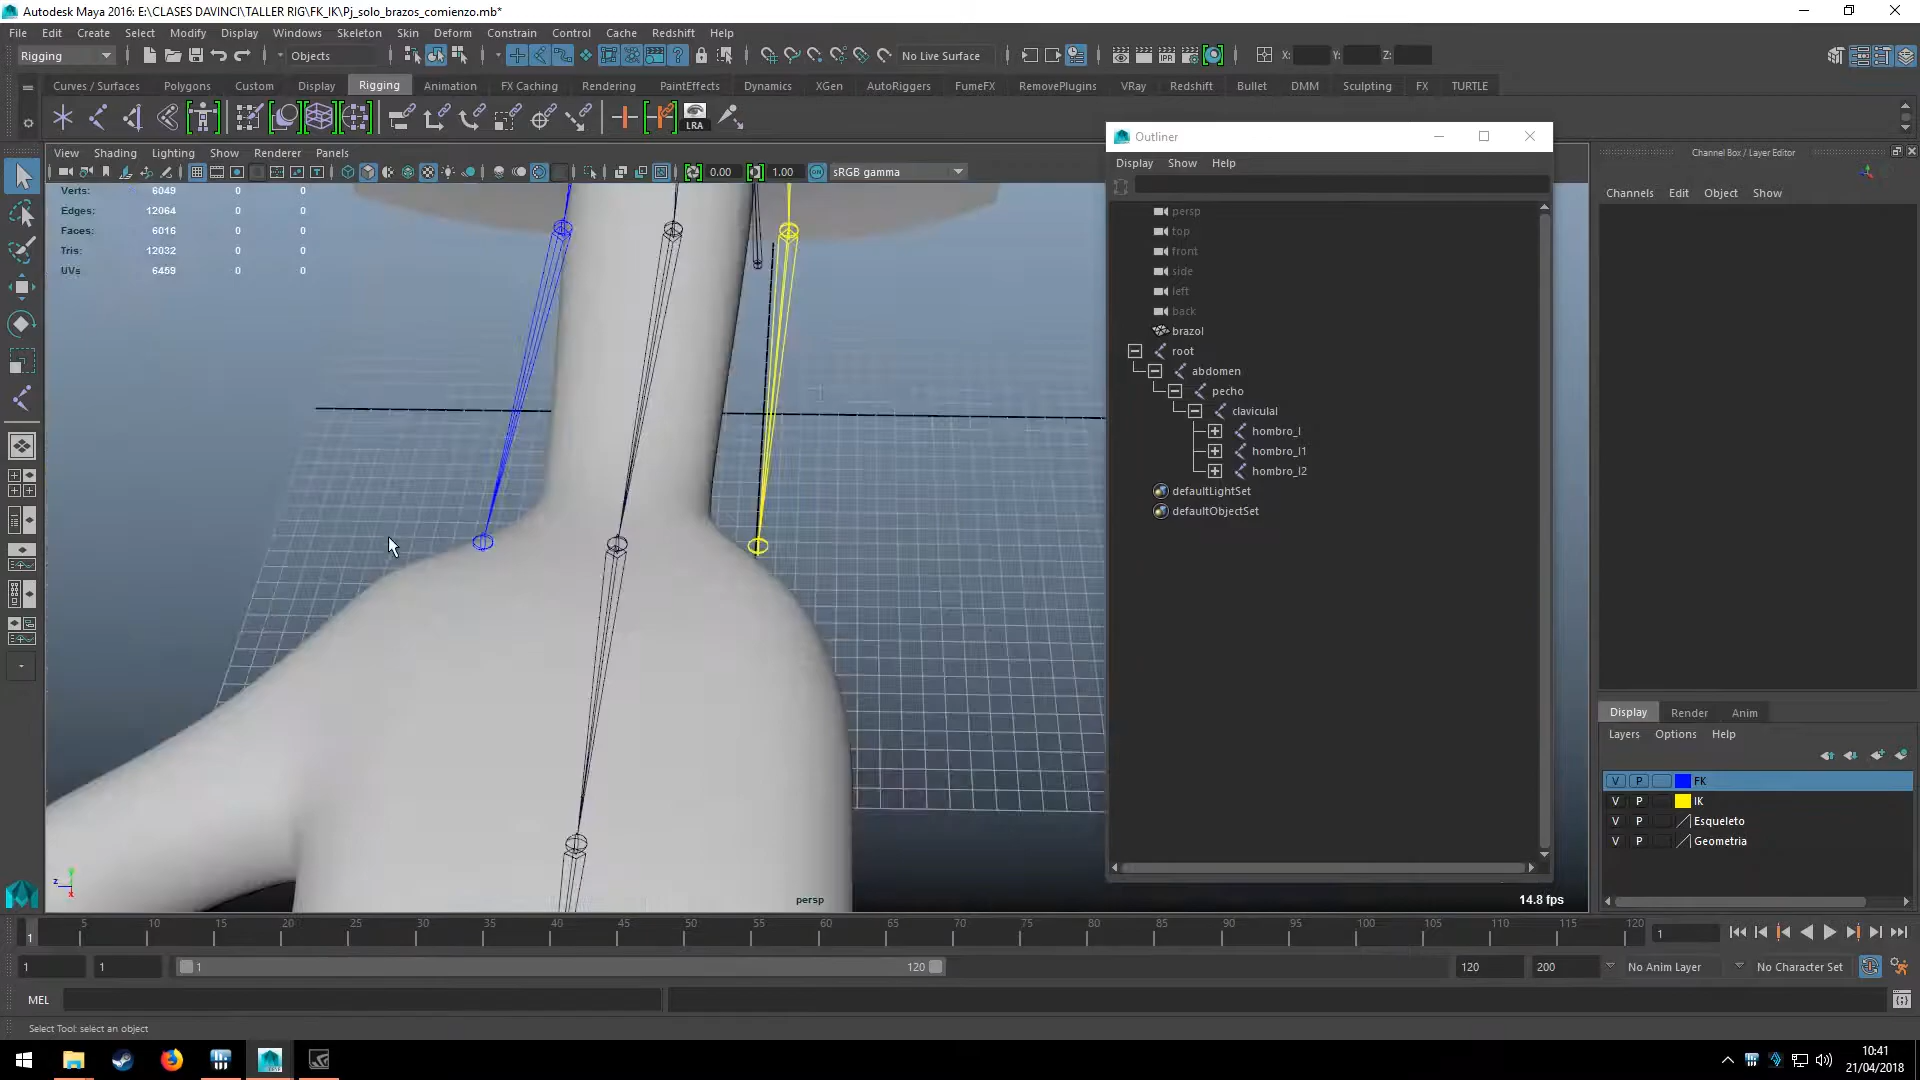 Autodesk Maya 2016: E:\CLASES DAVINCI\TALLER RIG\FK_IK\Pj_solo_brazos_comienzo.mb*
File Edit Create Select Modify Display Windows Skeleton Skin Deform Constrain Control Cache Redshift Help
Rigging Objects No Live Surface X: Y: Z:
Curves / Surfaces Polygons Custom Display Rigging Animation FX Caching Rendering PaintEffects Dynamics XGen AutoRiggers FumeFX RemovePlugins VRay Redshift Bullet DMM Sculpting FX TURTLE
LRA
View Shading Lighting Show Renderer Panels
0.00 1.00 sRGB gamma
Verts: 6049 0 0
Edges: 12064 0 0
Faces: 6016 0 0
Tris: 12032 0 0
UVs 6459 0 0
Outliner
Display Show Help
persp
top
front
side
left
back
brazol
root
abdomen
pecho
claviculal
hombro_l
hombro_l1
hombro_l2
defaultLightSet
defaultObjectSet
Channel Box / Layer Editor
Channels Edit Object Show
Display Render Anim
Layers Options Help
V P FK
V P IK
V P Esqueleto
V P Geometria
z
persp
14.8 fps
5 10 15 20 25 30 35 40 45 50 55 60 65 70 75 80 85 90 95 100 105 110 115 120
1 1
1 1 1 120 120 200 No Anim Layer No Character Set
MEL
Select Tool: select an object
10:41
21/04/2018